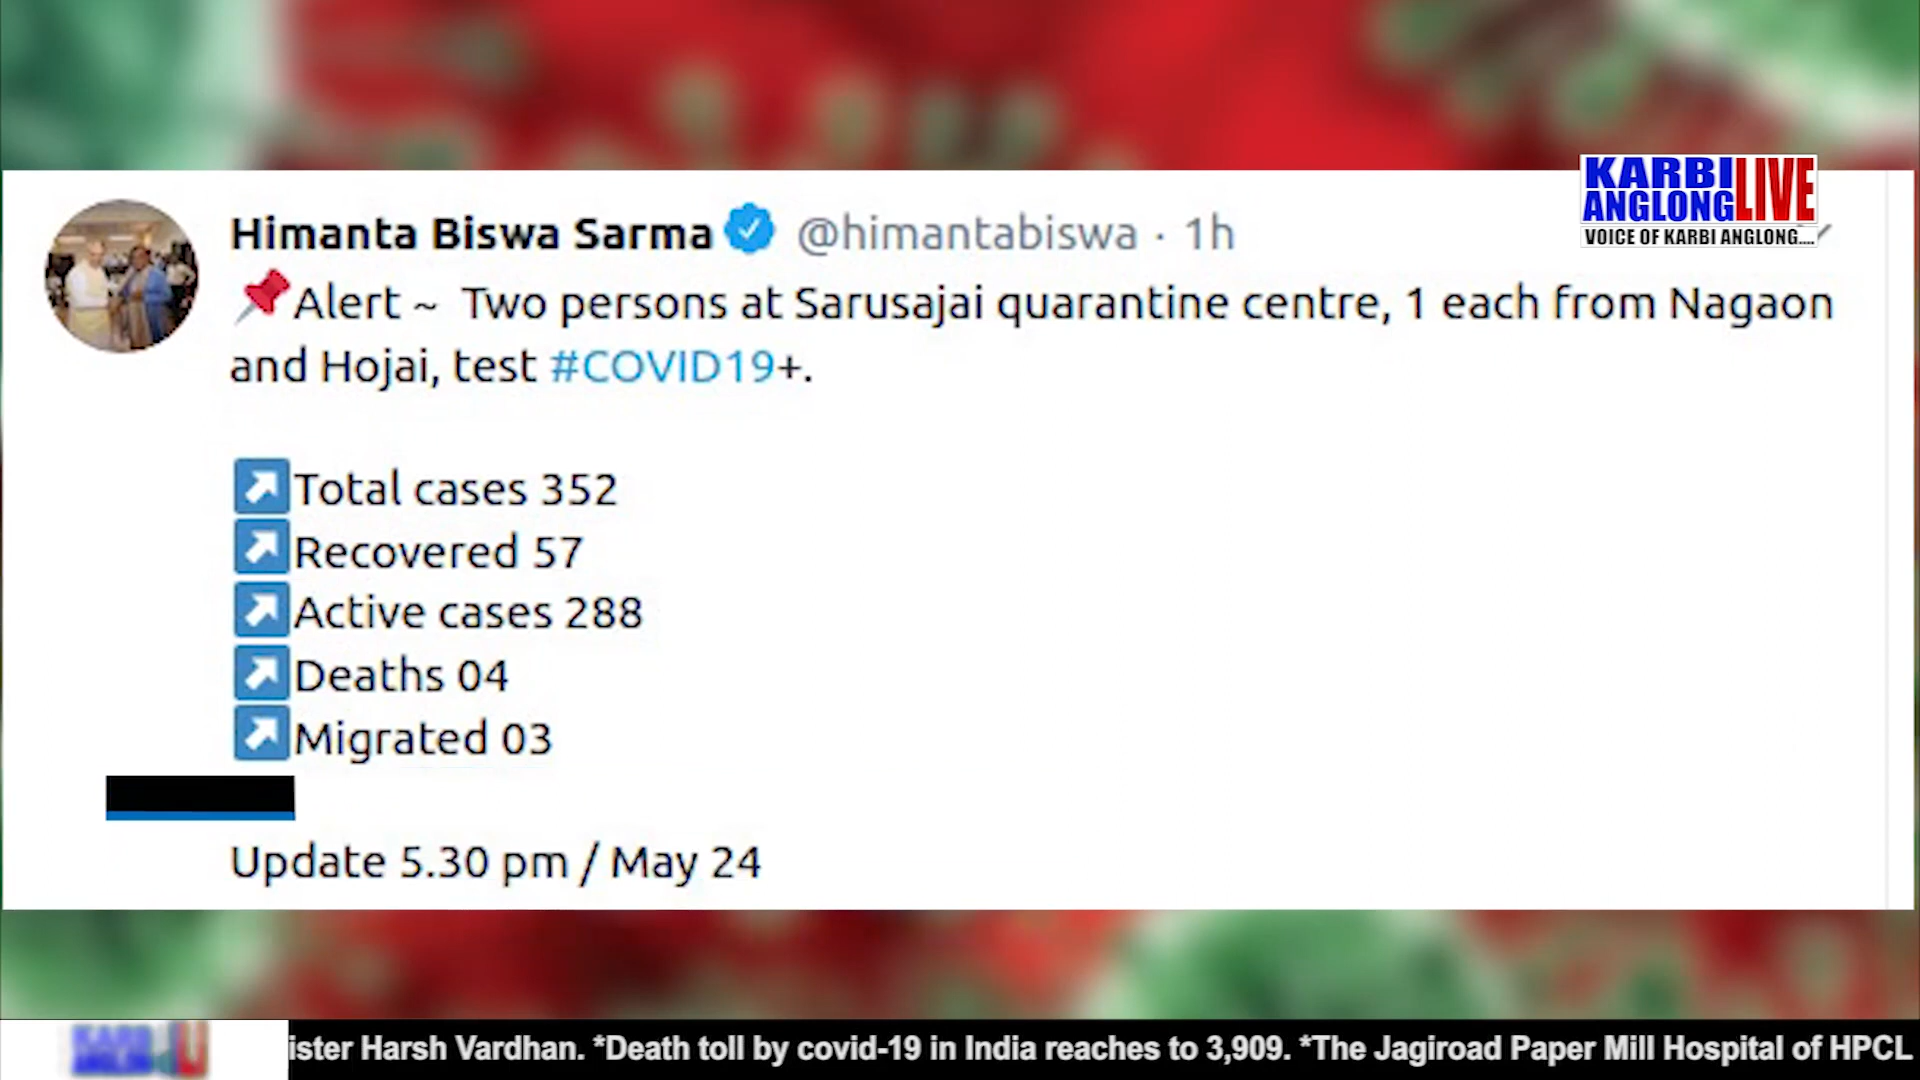 KARBI
ANGLONG
LIVE
VOICE OF KARBI ANGLONG....
Himanta Biswa Sarma @himantabiswa · 1h
📌Alert ~ Two persons at Sarusajai quarantine centre, 1 each from Nagaon
and Hojai, test #COVID19+.
↗Total cases 352
↗Recovered 57
↗Active cases 288
↗Deaths 04
↗Migrated 03
Update 5.30 pm / May 24
ister Harsh Vardhan. *Death toll by covid-19 in India reaches to 3,909. *The Jagiroad Paper Mill Hospital of HPCL